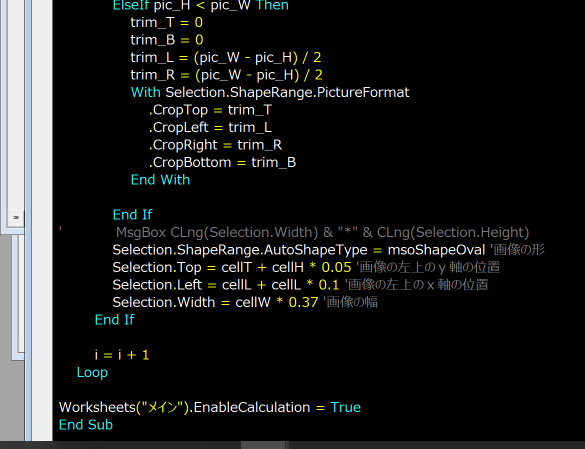 ElseIf pic_H < pic_W Then
trim_T = 0
trim_B = 0
trim_L = (pic_W - pic_H) / 2
trim_R = (pic_W - pic_H) / 2
With Selection.ShapeRange.PictureFormat
.CropTop = trim_T
.CropLeft = trim_L
.CropRight = trim_R
.CropBottom = trim_B
End With
End If
' MsgBox CLng(Selection.Width) & "*" & CLng(Selection.Height)
Selection.ShapeRange.AutoShapeType = msoShapeOval '画像の形
Selection.Top = cellT + cellH * 0.05 '画像の左上のｙ軸の位置
Selection.Left = cellL + cellL * 0.1 '画像の左上のｘ軸の位置
Selection.Width = cellW * 0.37 '画像の幅
End If
i = i + 1
Loop
Worksheets("メイン").EnableCalculation = True
End Sub